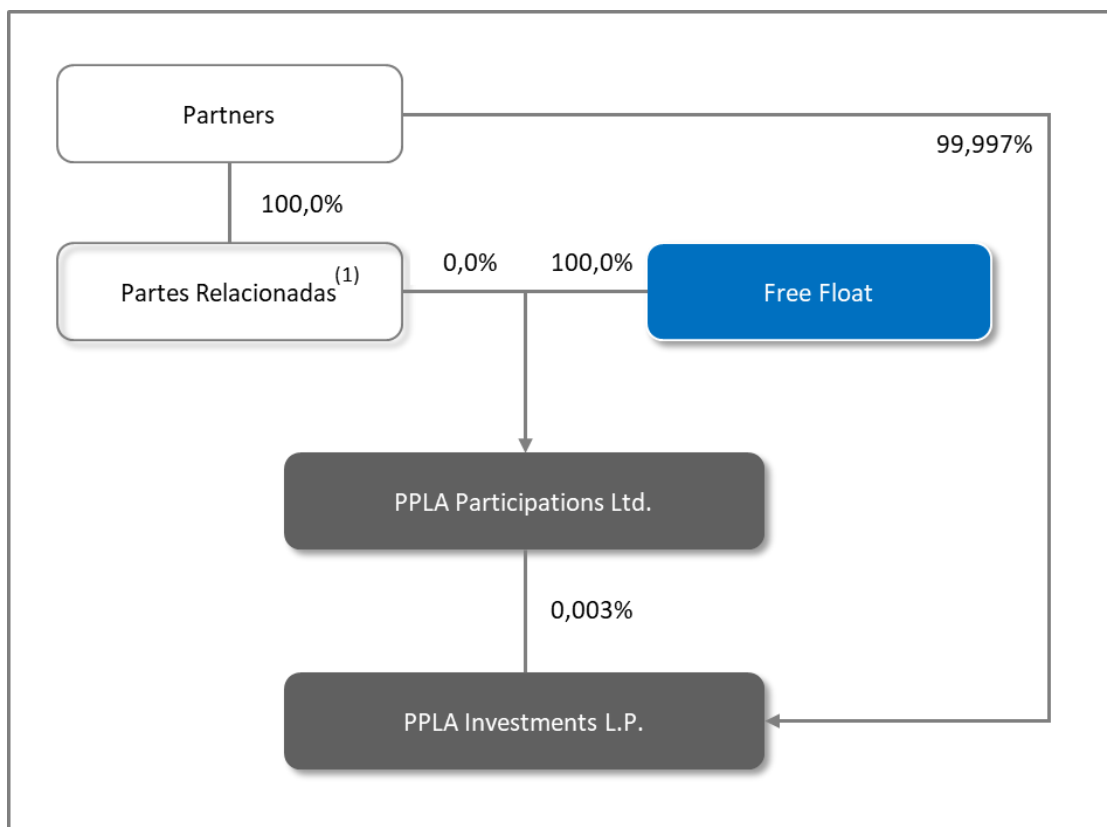 Partners
99,997%
100,0%
Partes Relacionadas(1)
0,0%
100,0%
Free Float
PPLA Participations Ltd.
0,003%
PPLA Investments L.P.